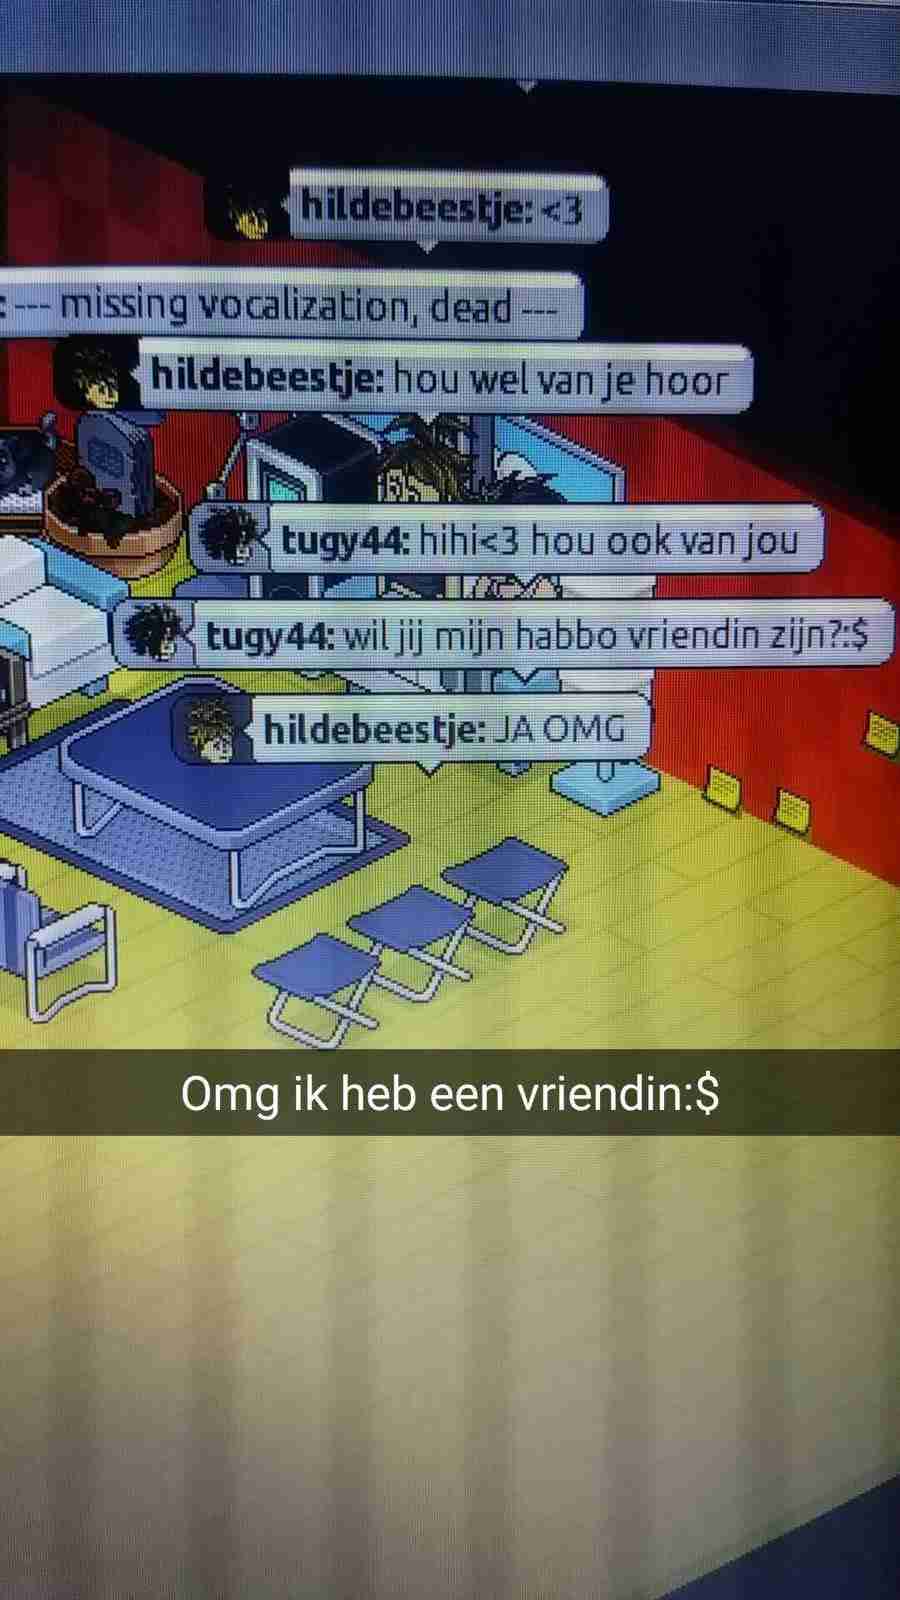 hildebeestje: <3
: --- missing vocalization, dead ---
hildebeestje: hou wel van je hoor
tugy44: hihi<3 hou ook van jou
tugy44: wil jij mijn habbo vriendin zijn?:$
hildebeestje: JA OMG
Omg ik heb een vriendin:$